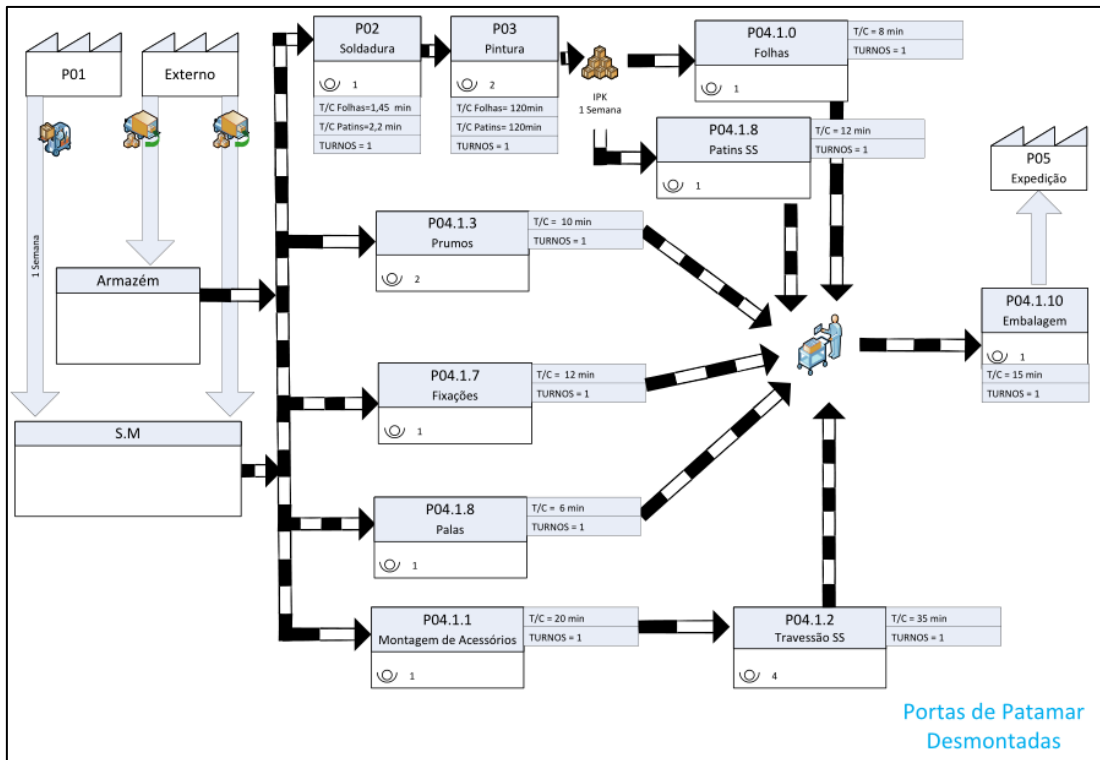 P01
Externo
1 Semana
Armazém
S.M
P02
Soldadura
1
T/C Folhas=1,45 min
T/C Patins=2,2 min
TURNOS = 1
P03
Pintura
2
T/C Folhas= 120min
T/C Patins= 120min
TURNOS = 1
IPK
1 Semana
P04.1.0
Folhas
1
T/C = 8 min
TURNOS = 1
P04.1.8
Patins SS
1
T/C = 12 min
TURNOS = 1
P04.1.3
Prumos
2
T/C = 10 min
TURNOS = 1
P04.1.7
Fixações
1
T/C = 12 min
TURNOS = 1
P04.1.8
Palas
1
T/C = 6 min
TURNOS = 1
P04.1.1
Montagem de Acessórios
1
T/C = 20 min
TURNOS = 1
P04.1.2
Travessão SS
4
T/C = 35 min
TURNOS = 1
P05
Expedição
P04.1.10
Embalagem
1
T/C = 15 min
TURNOS = 1
Portas de Patamar
Desmontadas